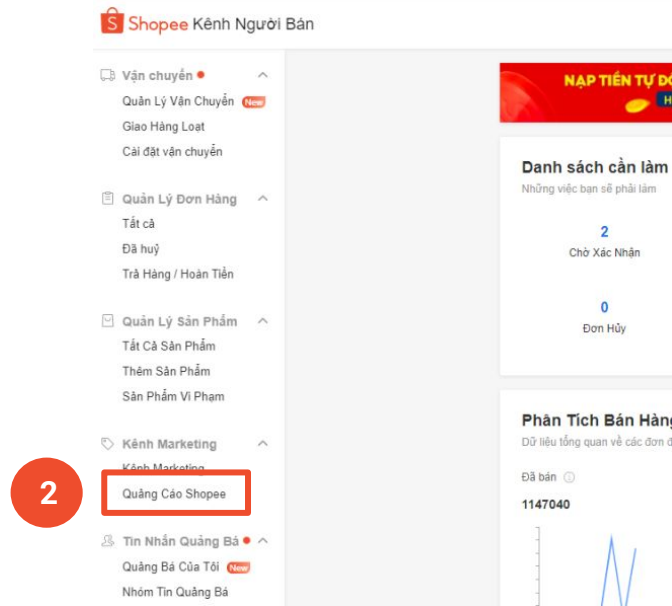 Shopee Kênh Người Bán
Vận chuyển
Quản Lý Vận Chuyển New
Giao Hàng Loạt
Cài đặt vận chuyển
Quản Lý Đơn Hàng
Tất cả
Đã huỷ
Trả Hàng / Hoàn Tiền
Quản Lý Sản Phẩm
Tất Cả Sản Phẩm
Thêm Sản Phẩm
Sản Phẩm Vi Phạm
Kênh Marketing
Kênh Marketing
2
Quảng Cáo Shopee
Tin Nhắn Quảng Bá
Quảng Bá Của Tôi New
Nhóm Tin Quảng Bá
NẠP TIỀN TỰ
Danh sách cần làm
Những việc bạn sẽ phải làm
2
Chờ Xác Nhận
0
Đơn Hủy
Phân Tích Bán Hàng
Dữ liệu tổng quan về các đơn
Đã bán
1147040